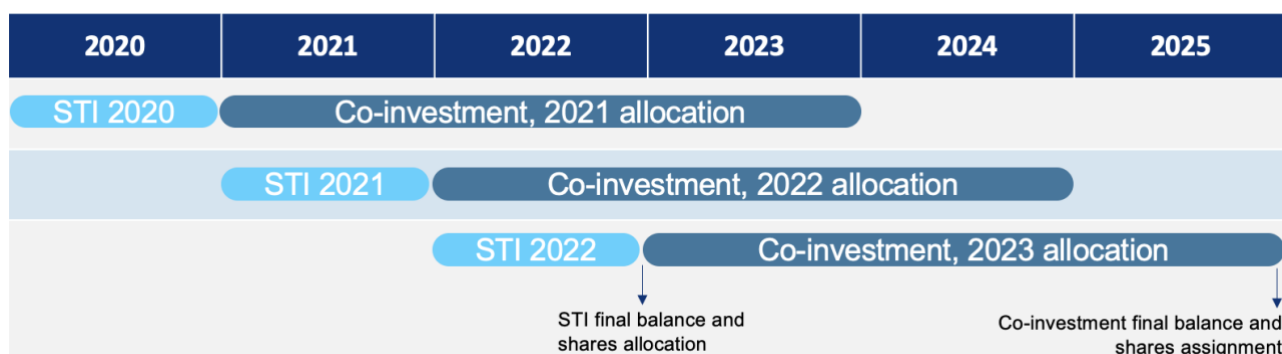 2020 2021 2022 2023 2024 2025
STI 2020 Co-investment, 2021 allocation
STI 2021 Co-investment, 2022 allocation
STI 2022 Co-investment, 2023 allocation
STI final balance and
shares allocation
Co-investment final balance and
shares assignment